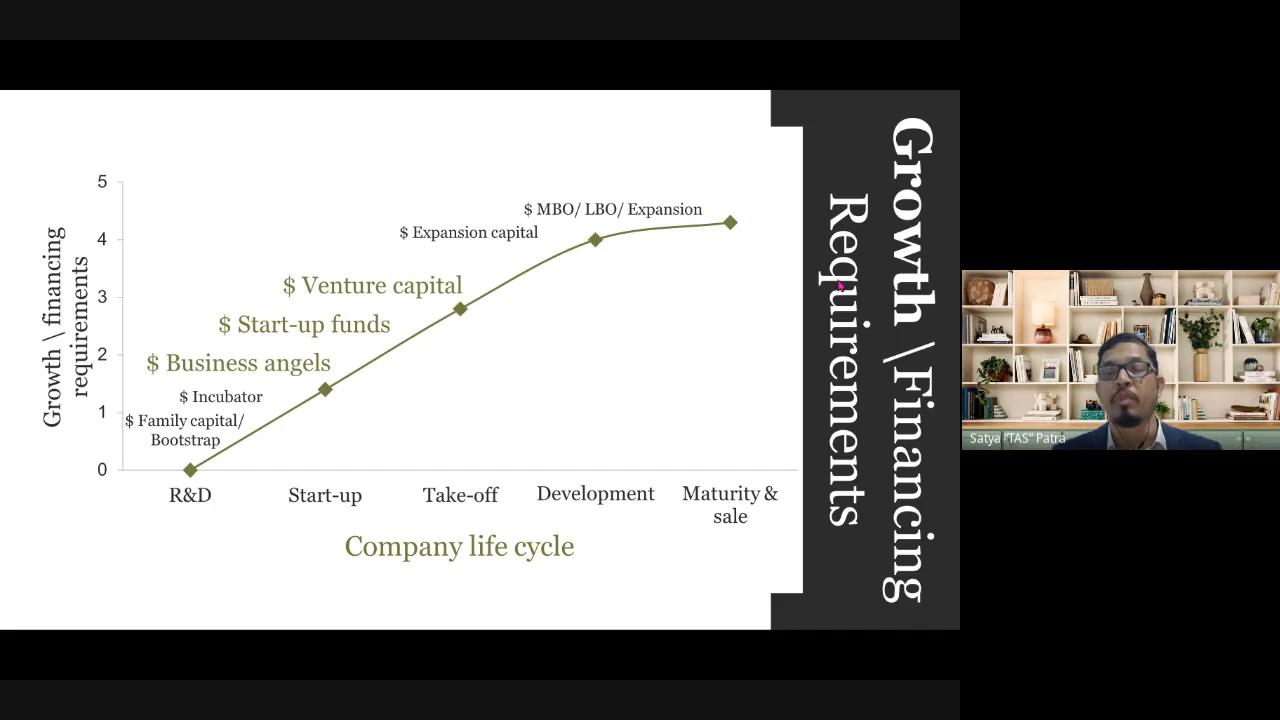 Growth \Financing
Requirements
Growth \ financing
requirements
5
4
3
2
1
0
$ MBO/ LBO/ Expansion
$ Expansion capital
$ Venture capital
$ Start-up funds
$ Business angels
$ Incubator
$ Family capital/
Bootstrap
R&D
Start-up
Take-off
Development
Maturity &
sale
Company life cycle
Satya "TAS" Patra